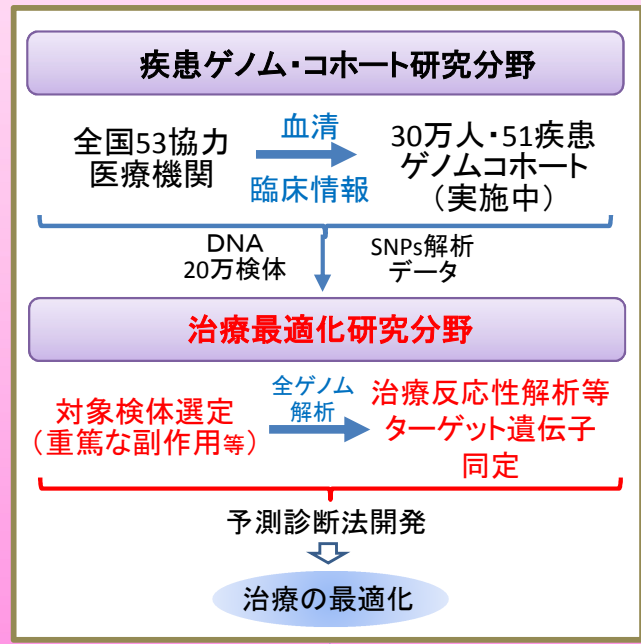 疾患ゲノム・コホート研究分野
全国53協力
医療機関
血清
臨床情報
30万人・51疾患
ゲノムコホート
（実施中）
DNA
20万検体
SNPs解析
データ
治療最適化研究分野
対象検体選定
（重篤な副作用等）
全ゲノム
解析
治療反応性解析等
ターゲット遺伝子
同定
予測診断法開発
治療の最適化